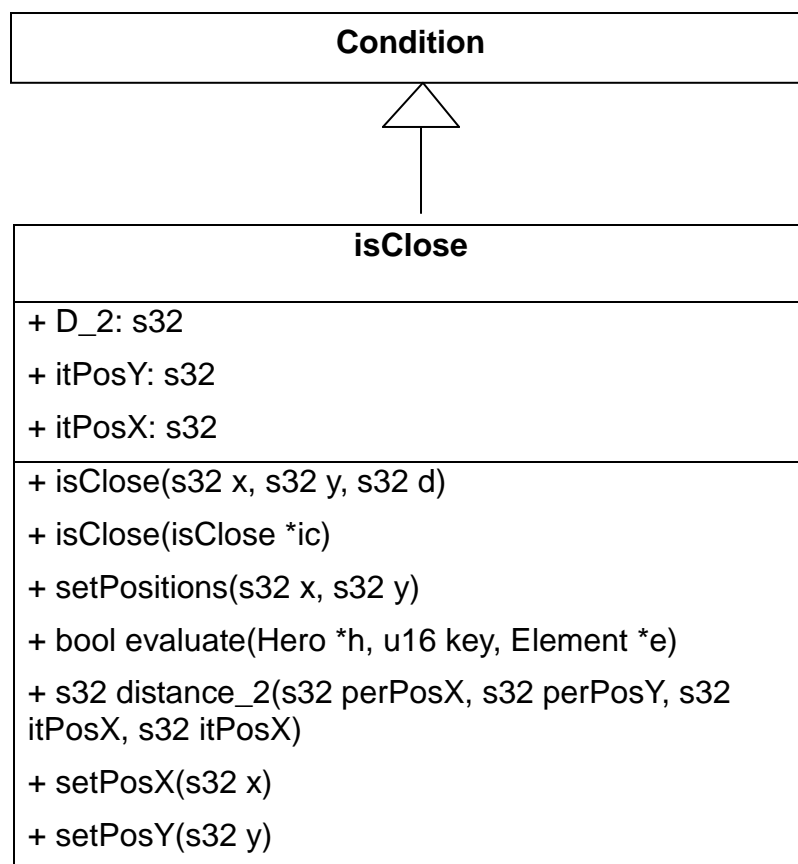 Condition
isClose
+ D_2: s32
+ itPosY: s32
+ itPosX: s32
+ isClose(s32 x, s32 y, s32 d)
+ isClose(isClose *ic)
+ setPositions(s32 x, s32 y)
+ bool evaluate(Hero *h, u16 key, Element *e)
+ s32 distance_2(s32 perPosX, s32 perPosY, s32
itPosX, s32 itPosX)
+ setPosX(s32 x)
+ setPosY(s32 y)